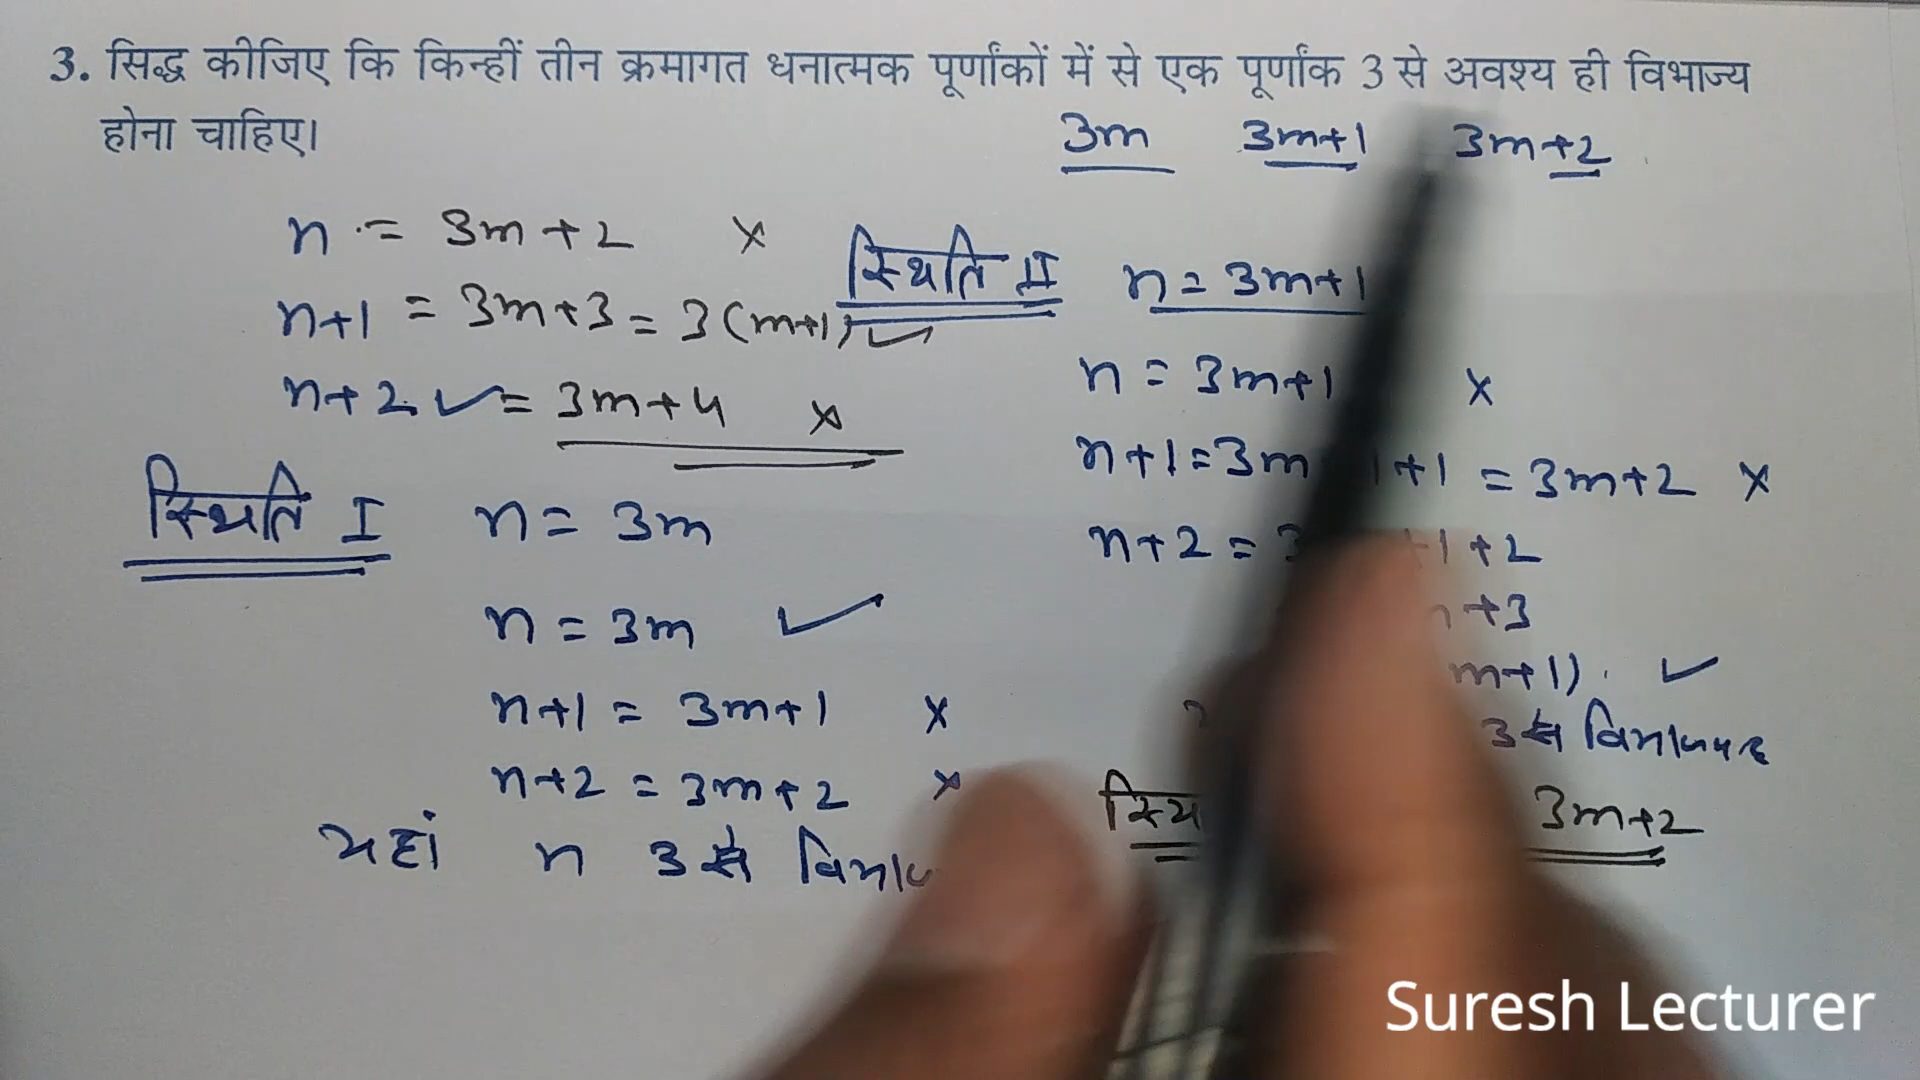 3. सिद्ध कीजिए कि किन्हीं तीन क्रमागत धनात्मक पूर्णांकों में से एक पूर्णांक 3 से अवश्य ही विभाज्य
होना चाहिए।
3m 3m+1 3m+2
n = 3m+2 ×
n+1 = 3m+3 = 3(m+1) ✓
n+2 ✓ = 3m+4 ×
स्थिति I n = 3m
n = 3m ✓
n+1 = 3m+1 ×
n+2 = 3m+2 ×
यहां n 3 से
स्थिति II n = 3m+1
n = 3m+1 ×
n+1 = 3m 1+1 = 3m+2 ×
n+2 = 3 +1+2
+3
m+1) ✓
3 से
3m+2
Suresh Lecturer